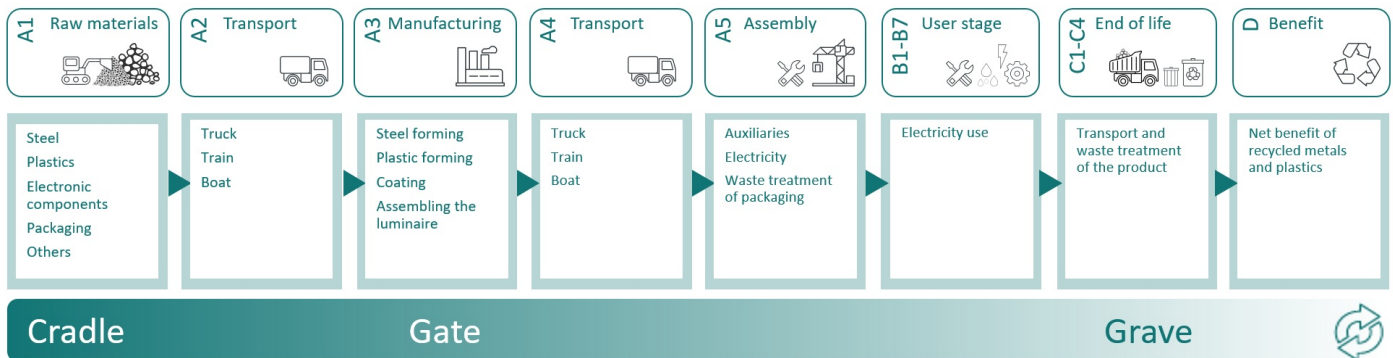 A1 Raw materials
A2 Transport
A3 Manufacturing
A4 Transport
A5 Assembly
B1-B7 User stage
C1-C4 End of life
D Benefit
Steel
Plastics
Electronic
components
Packaging
Others
Truck
Train
Boat
Steel forming
Plastic forming
Coating
Assembling the
luminaire
Truck
Train
Boat
Auxiliaries
Electricity
Waste treatment
of packaging
Electricity use
Transport and
waste treatment
of the product
Net benefit of
recycled metals
and plastics
Cradle
Gate
Grave